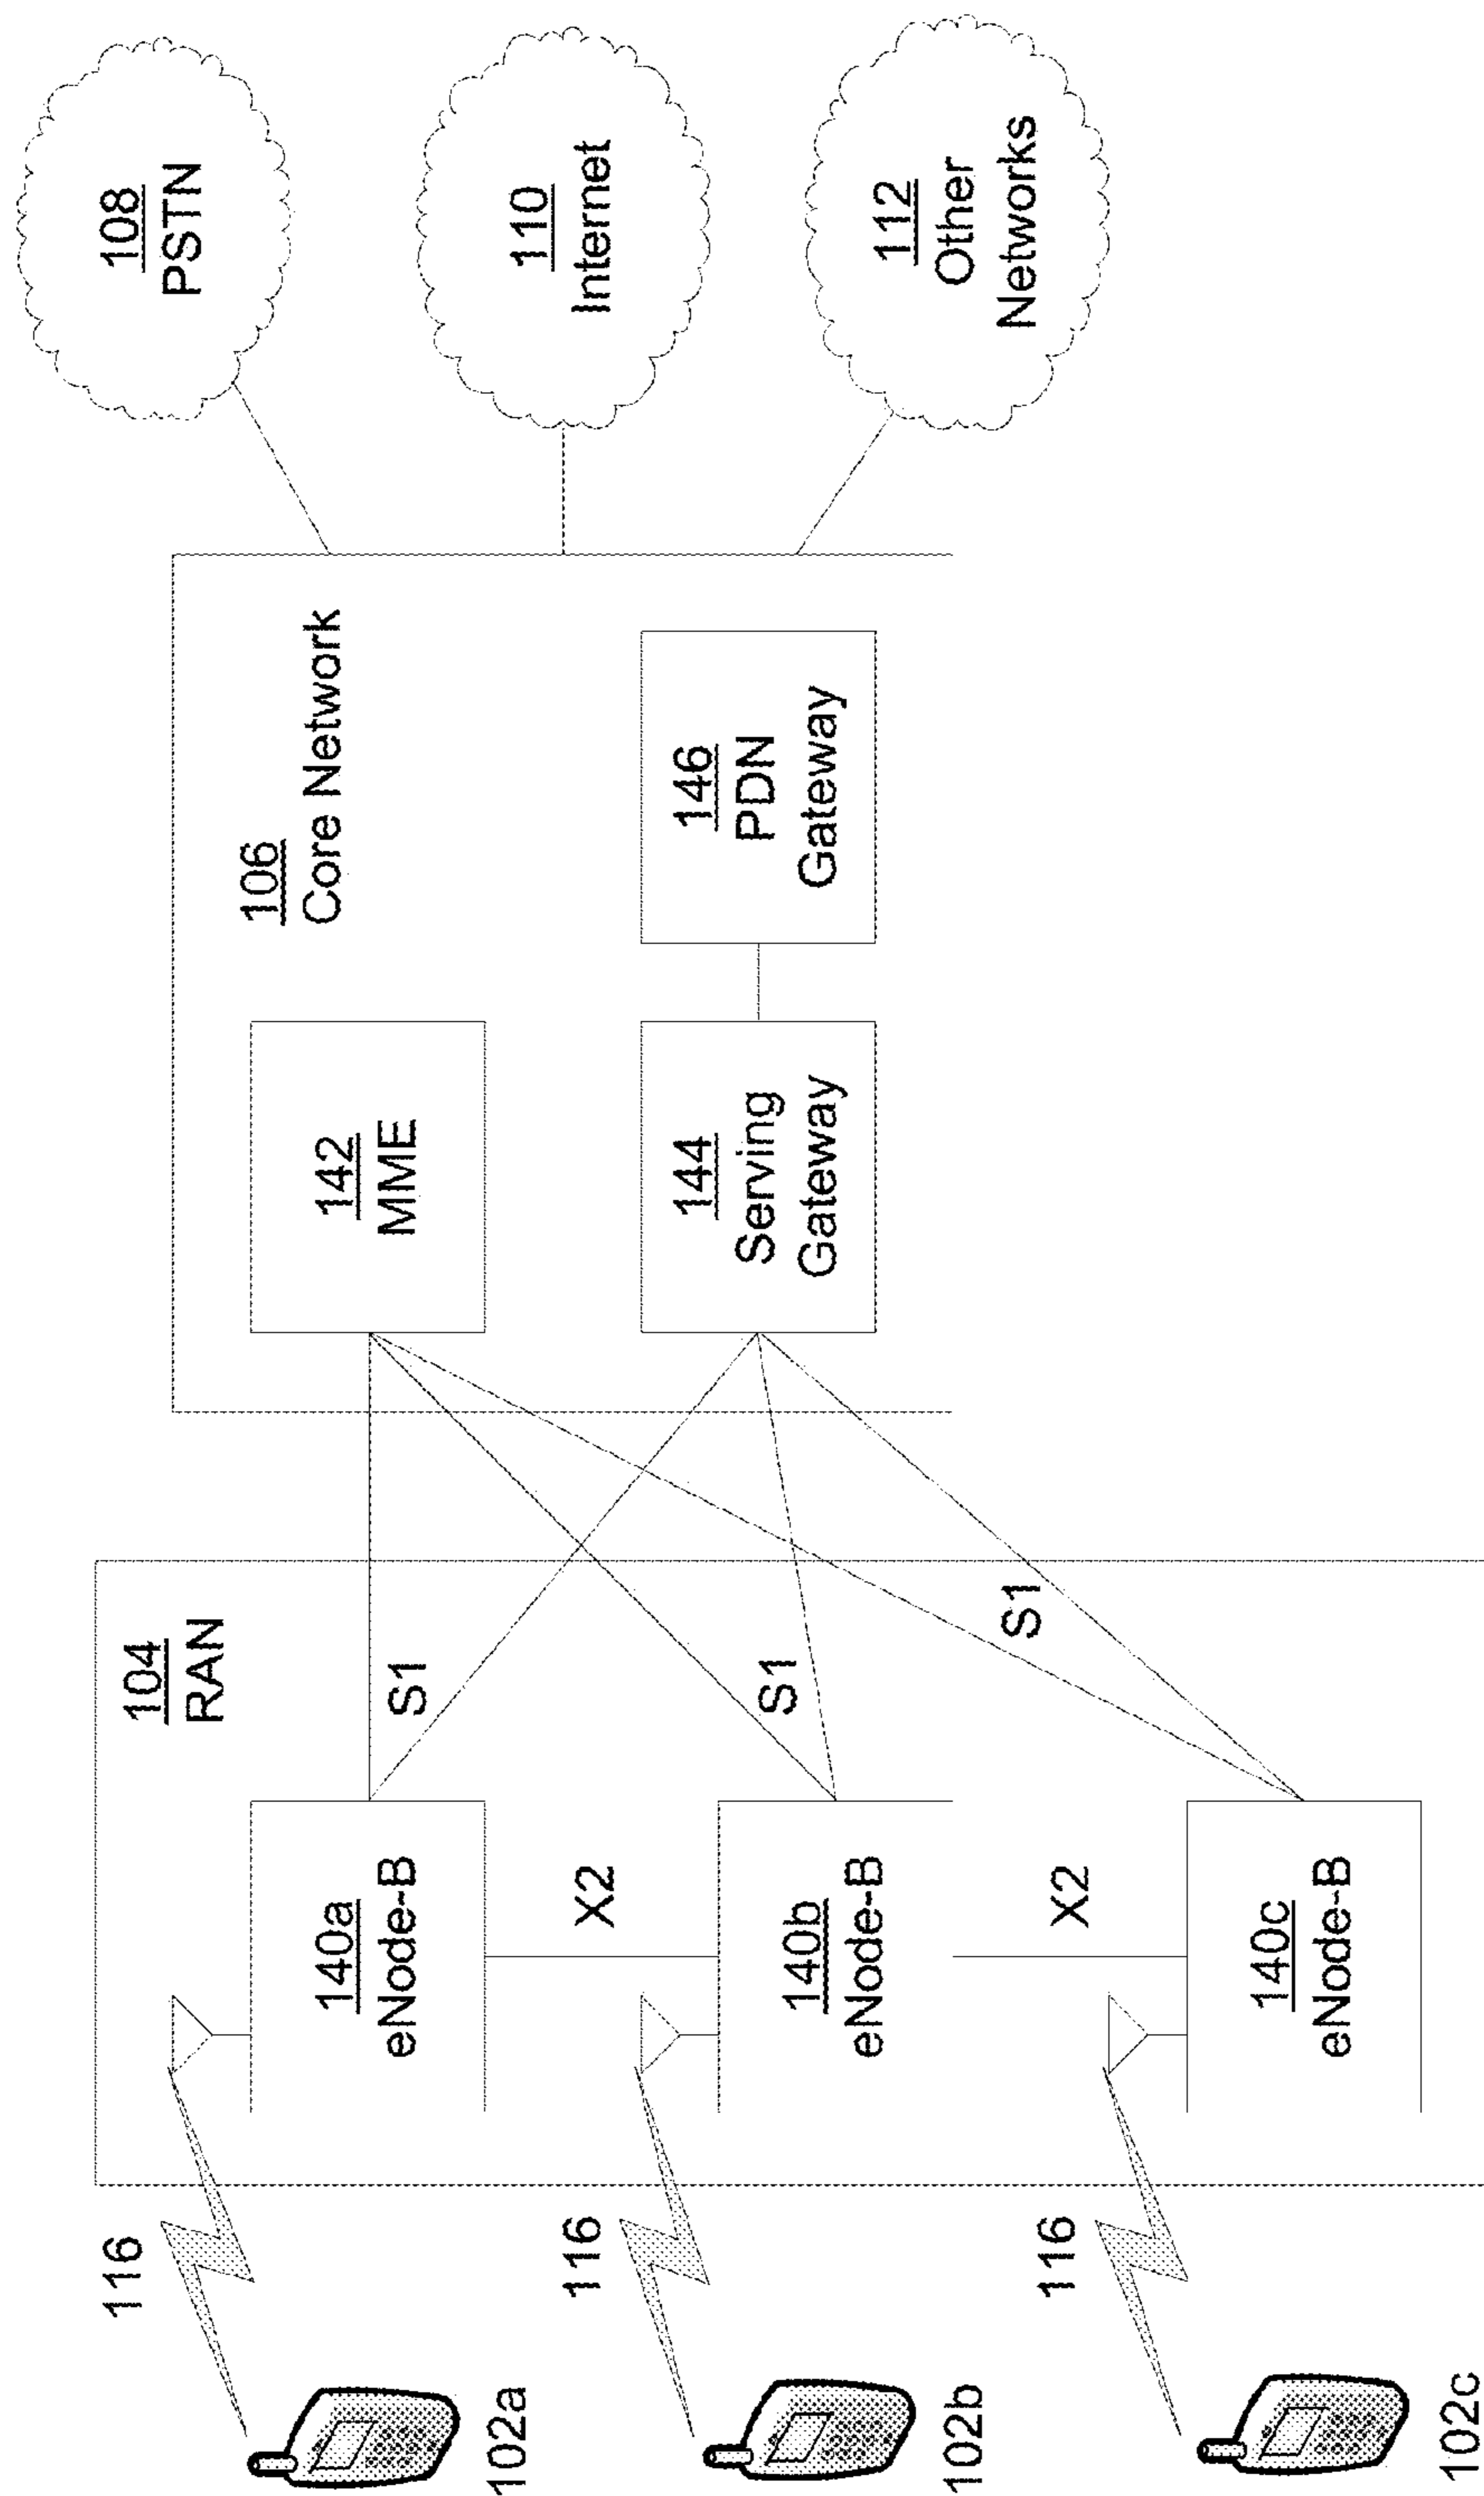 116
102a
116
102b
116
102c
104
RAN
140a
eNode-B
X2
140b
eNode-B
X2
140c
eNode-B
S1
S1
S1
106
Core Network
142
MME
144
Serving
Gateway
146
PDN
Gateway
108
PSTN
110
Internet
112
Other
Networks